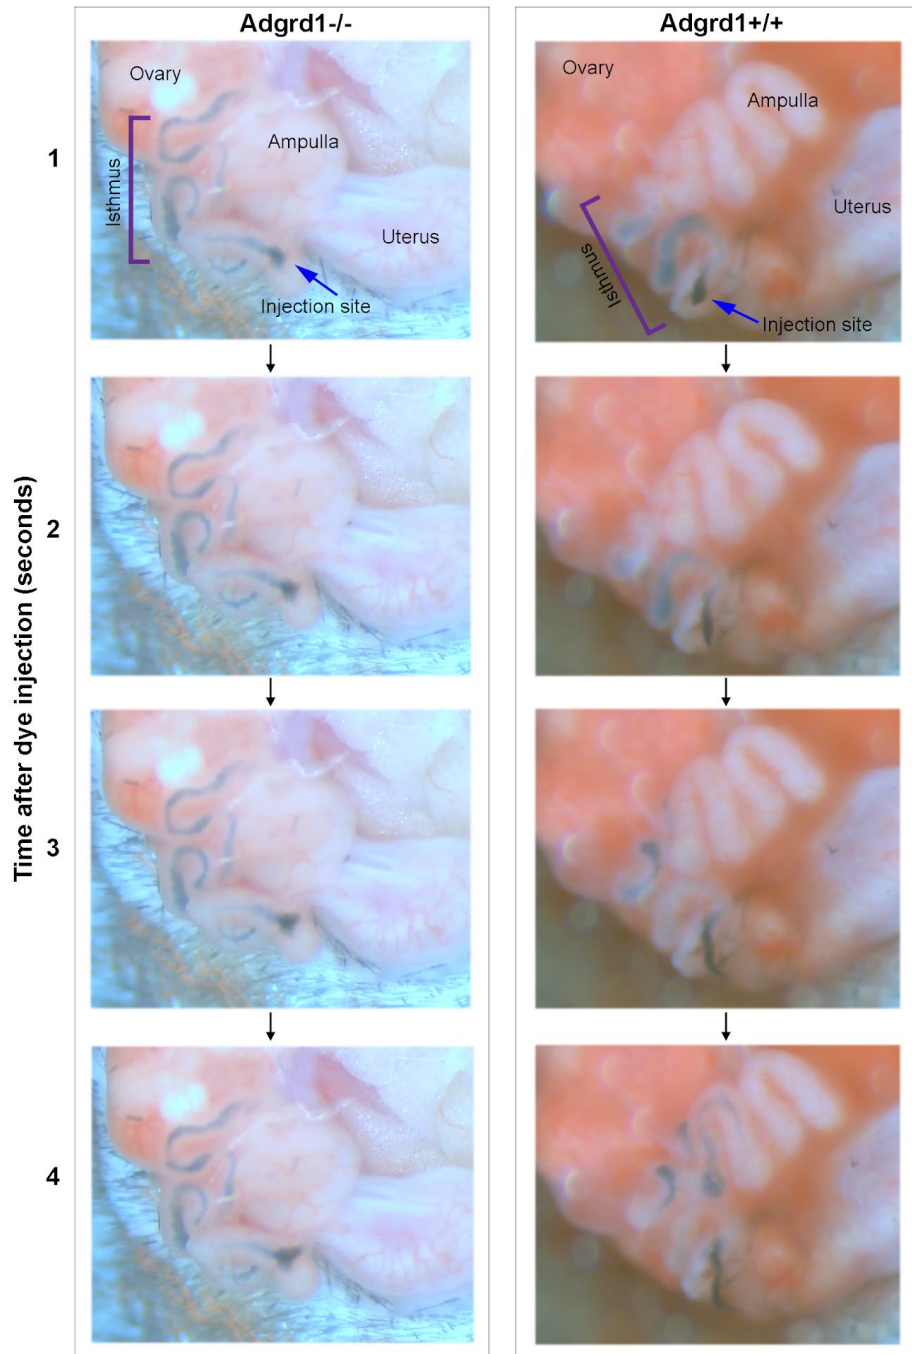 Adgrd1-/-
Adgrd1+/+
Time after dye injection (seconds)
1
Ovary
Isthmus
Ampulla
Uterus
Injection site
Ovary
Ampulla
Uterus
Isthmus
Injection site
2
3
4